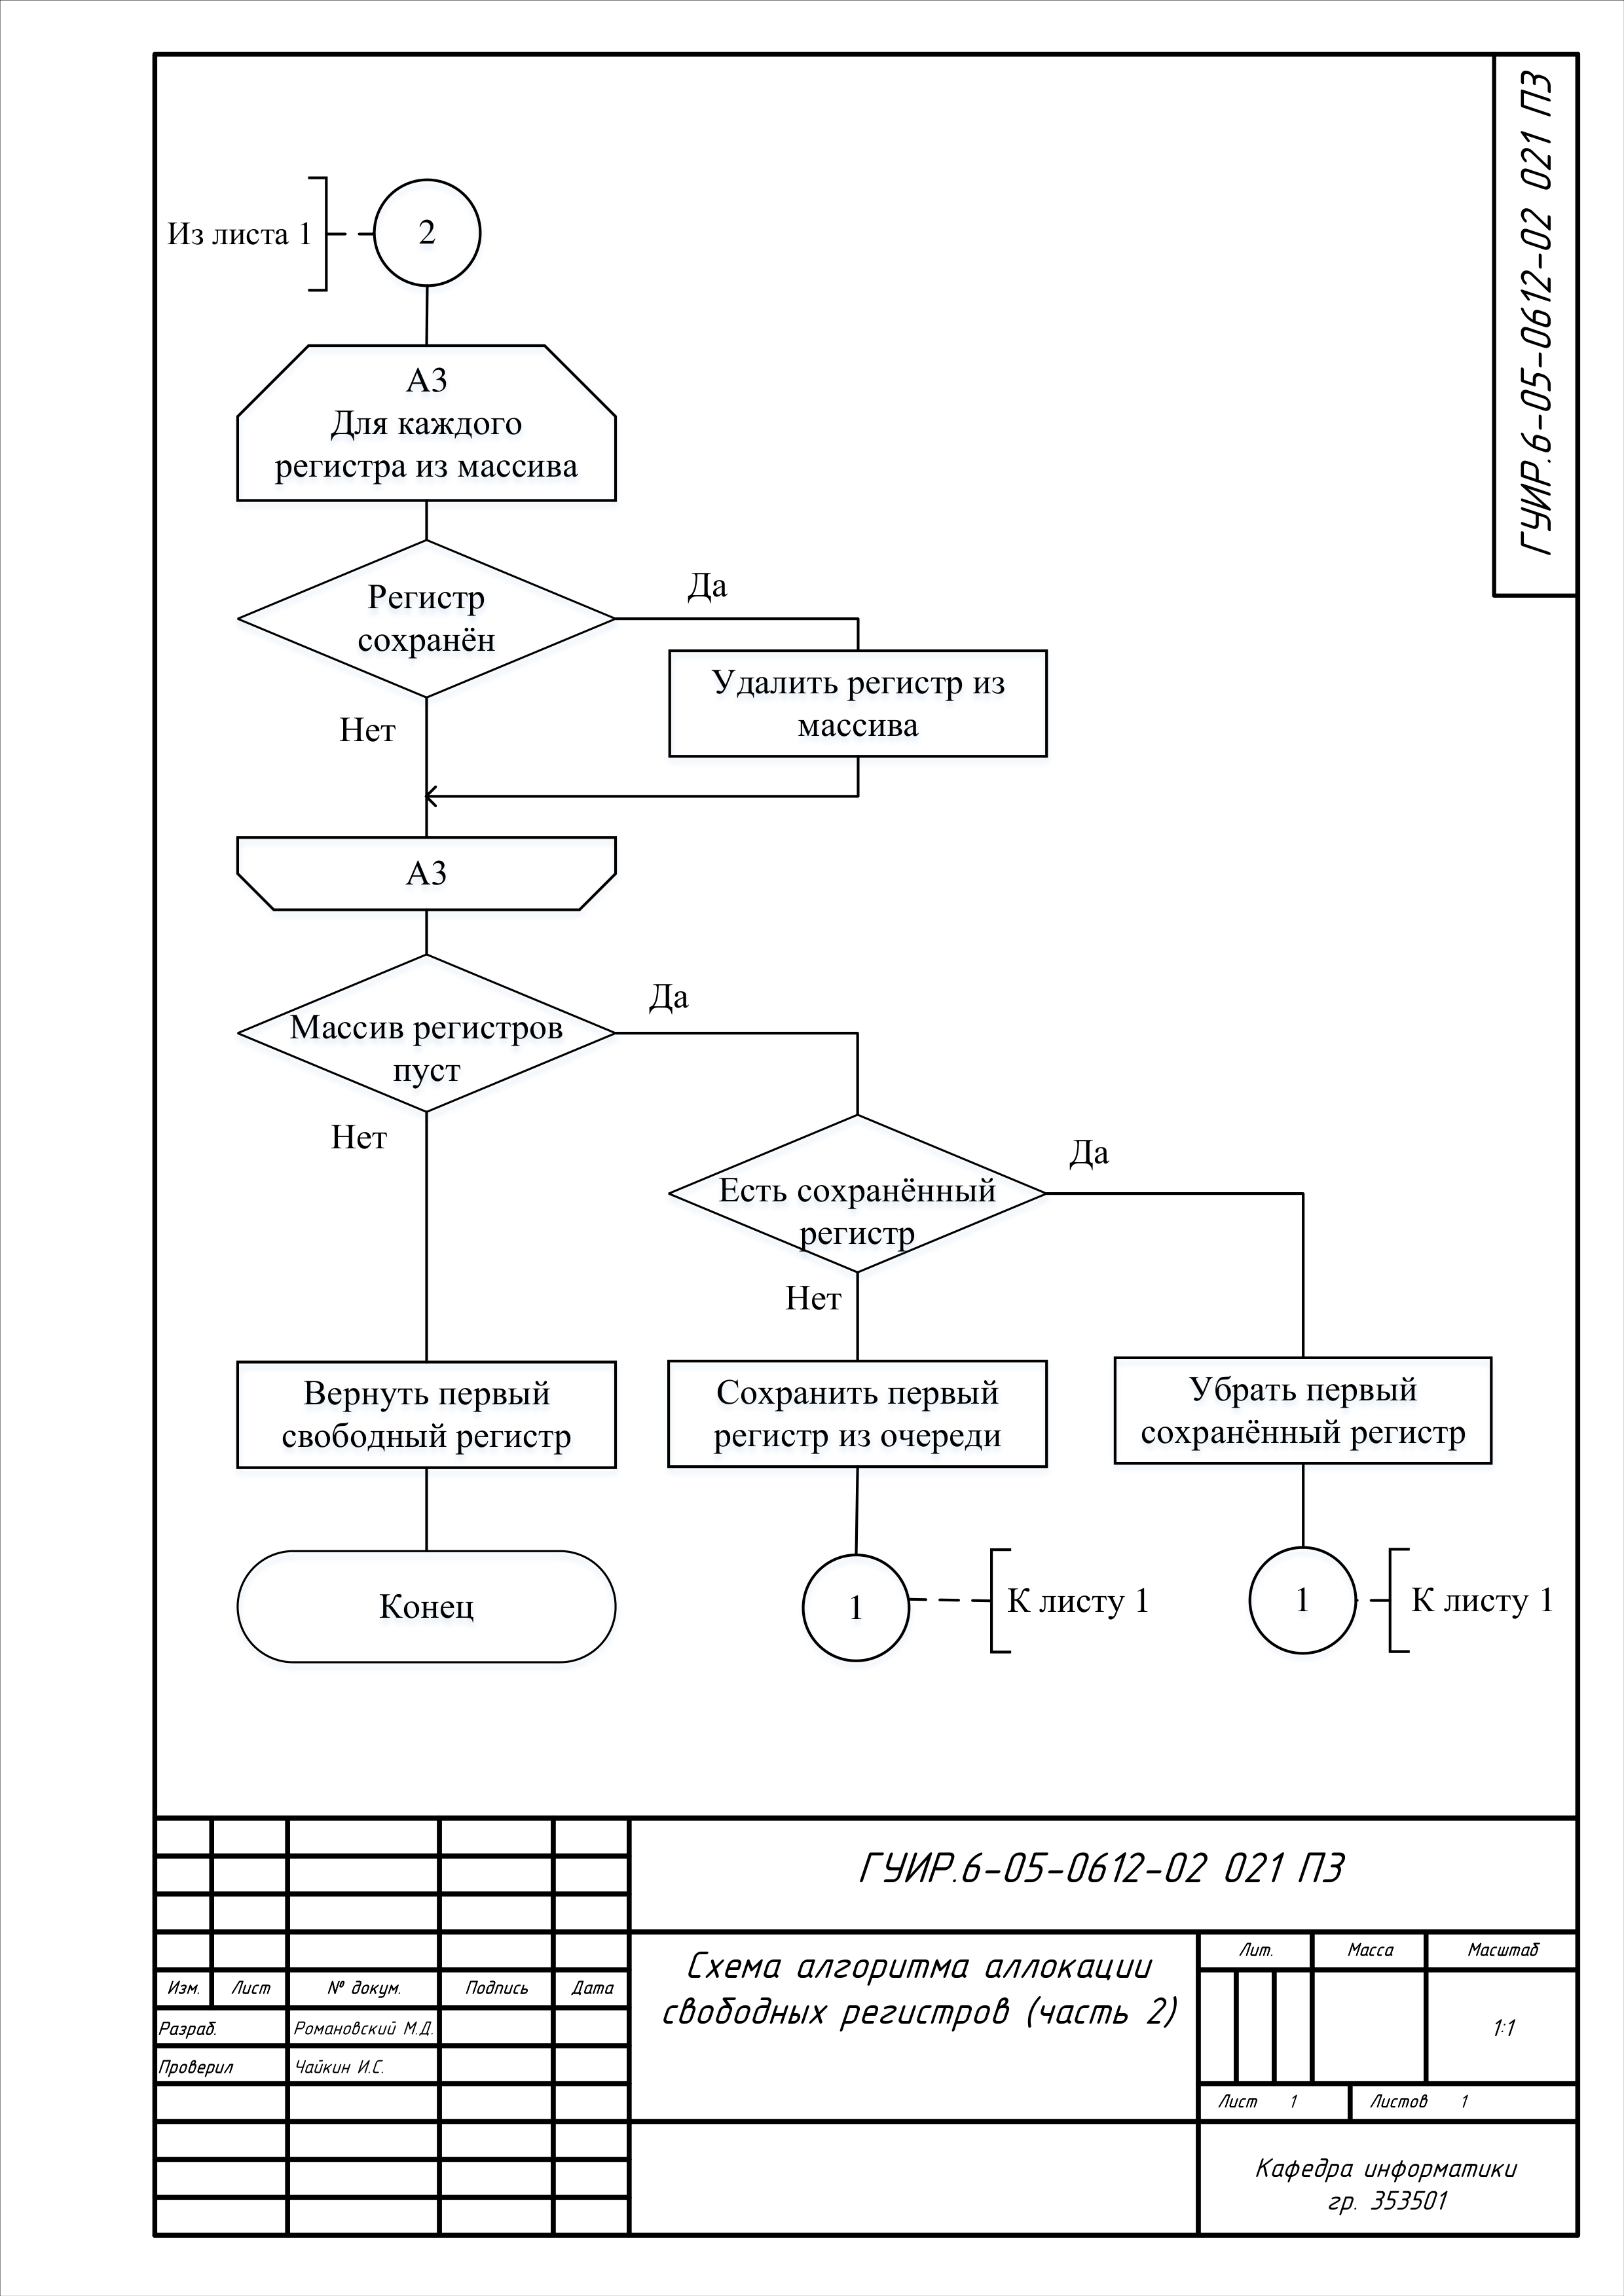 ГУИР.6-05-0612-02 021 ПЗ
Из листа 1
2
А3
Для каждого
регистра из массива
Регистр
сохранён
Да
Удалить регистр из
массива
Нет
А3
Массив регистров
пуст
Да
Нет
Есть сохранённый
регистр
Да
Нет
Вернуть первый
свободный регистр
Сохранить первый
регистр из очереди
Убрать первый
сохранённый регистр
Конец
1
К листу 1
1
К листу 1
ГУИР.6-05-0612-02 021 ПЗ
Схема алгоритма аллокации
свободных регистров (часть 2)
Лит.
Масса
Масштаб
1:1
Изм.
Лист
№ докум.
Подпись
Дата
Разраб.
Романовский М.Д.
Проверил
Чайкин И.С.
Лист 1
Листов 1
Кафедра информатики
гр. 353501